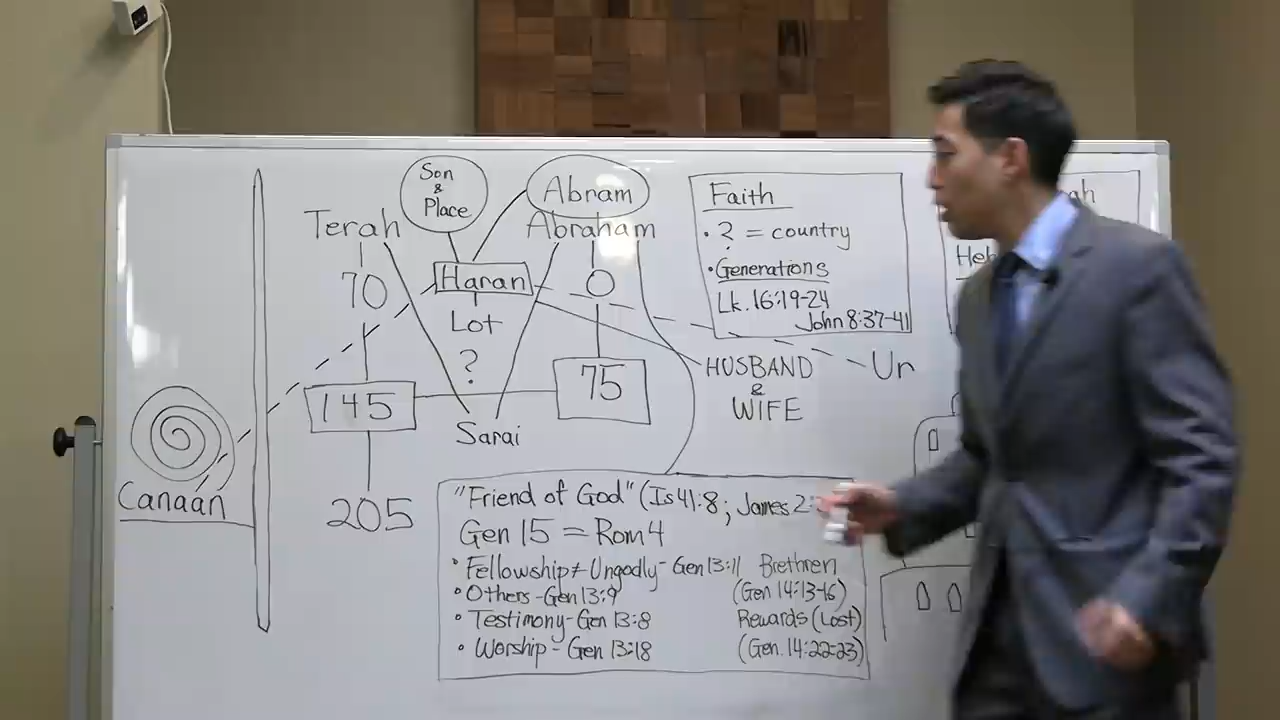 Son
&
Place
Abram
Terah
Abraham
70
Haran
0
Lot
?
145
75
Sarai
205
Canaan
Faith
• ? = country
• Generations
Lk. 16:19-24
John 8:37-41
HUSBAND
&
WIFE
Ur
ah
Heb
"Friend of God" (Is 41:8; James 2:
Gen 15 = Rom 4
• Fellowship ≠ Ungodly - Gen 13:11 Brethren
• Others - Gen 13:9 (Gen 14:13-16)
• Testimony - Gen 13:8 Rewards (Lost)
• Worship - Gen 13:18 (Gen. 14:22-23)